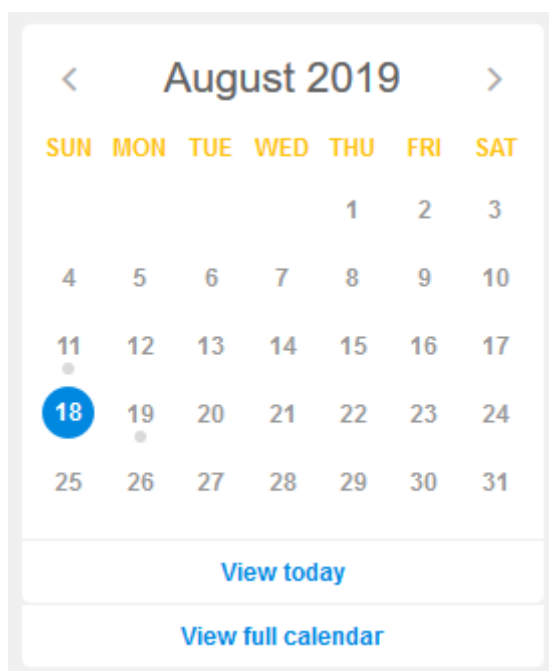 < August 2019 >
SUN MON TUE WED THU FRI SAT
1 2 3
4 5 6 7 8 9 10
11 12 13 14 15 16 17
18 19 20 21 22 23 24
25 26 27 28 29 30 31
View today
View full calendar